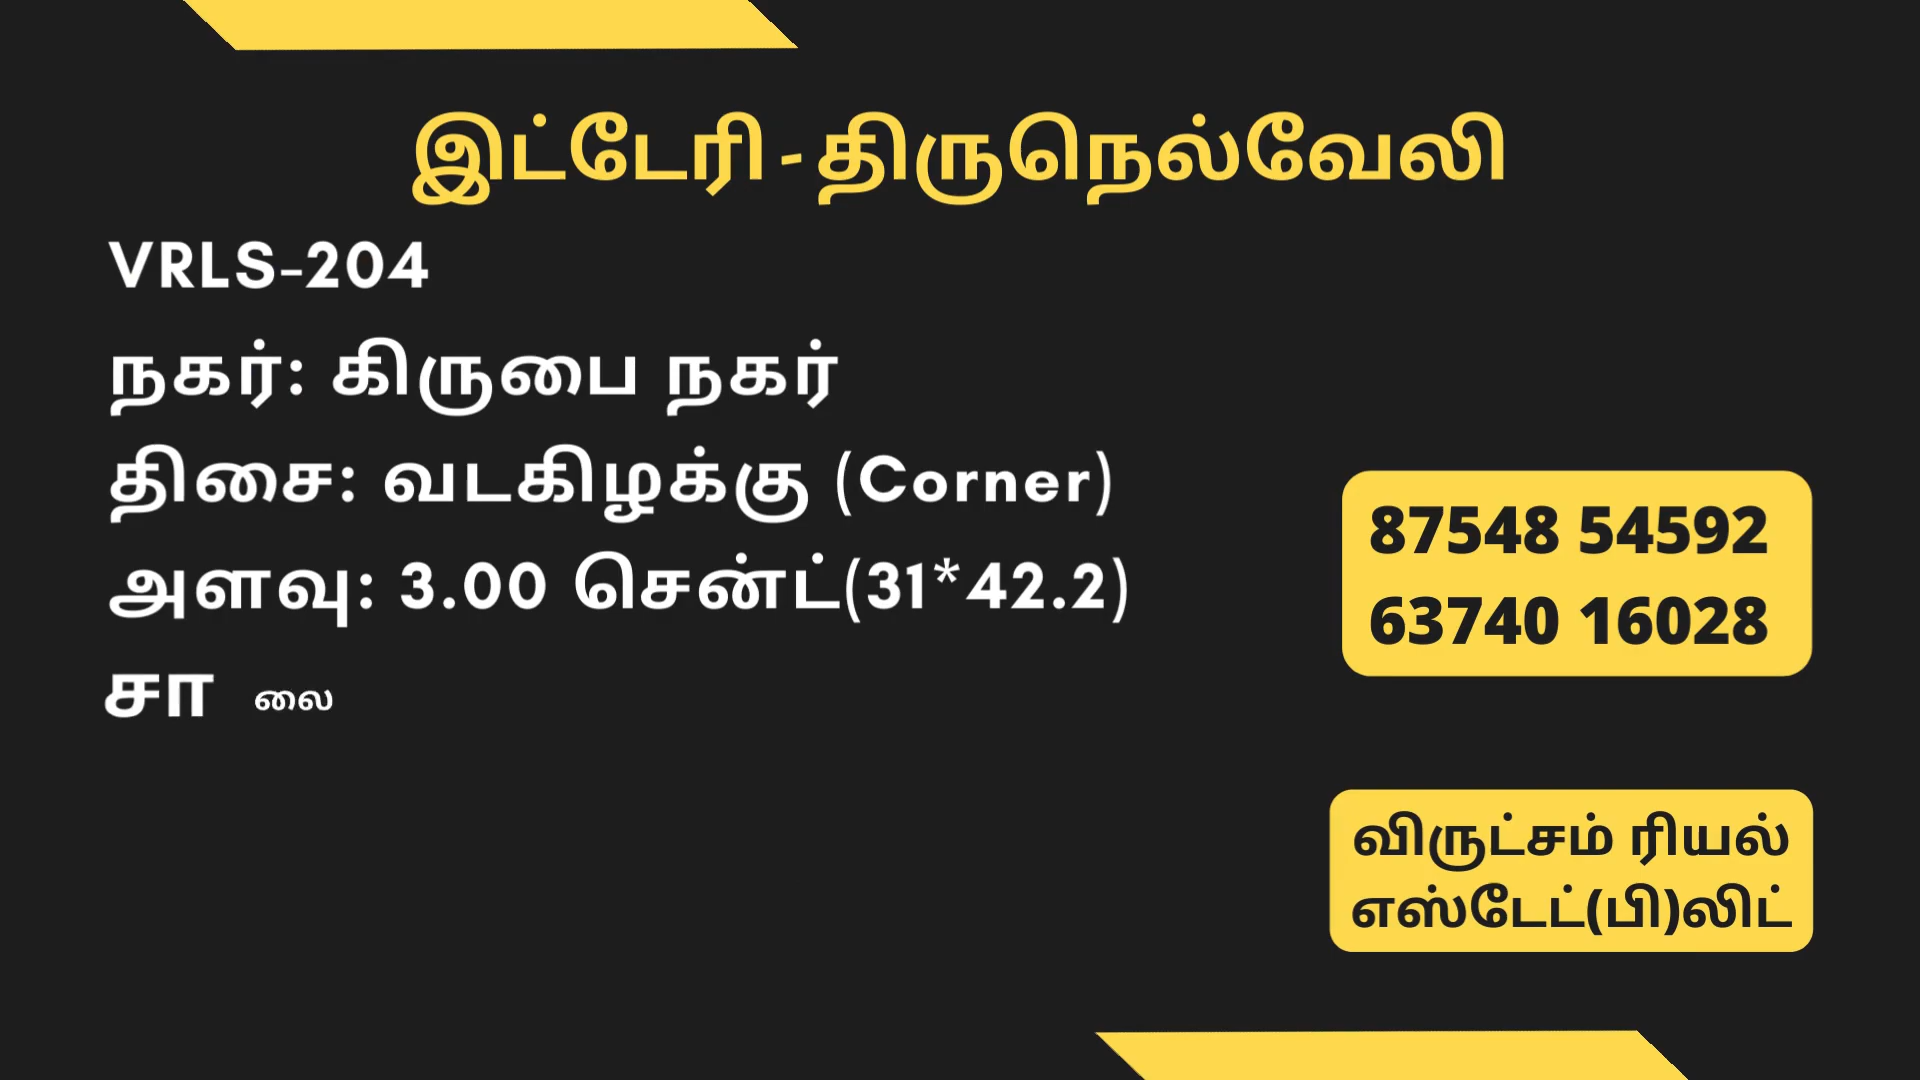 இட்டேரி - திருநெல்வேலி
VRLS-204
நகர்: கிருபை நகர்
திசை: வடகிழக்கு (Corner)
அளவு: 3.00 சென்ட்(31*42.2)
சா லை
87548 54592
63740 16028
விருட்சம் ரியல்
எஸ்டேட்(பி)லிட்